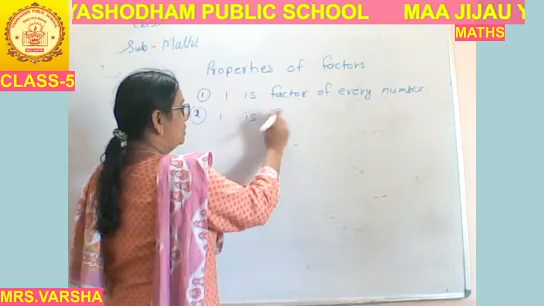 YASHODHAM PUBLIC SCHOOL MAA JIJAU
MATHS
CLASS-5
Sub - Maths
Properties of factors
① 1 is factor of every number
② 1 is
MRS.VARSHA